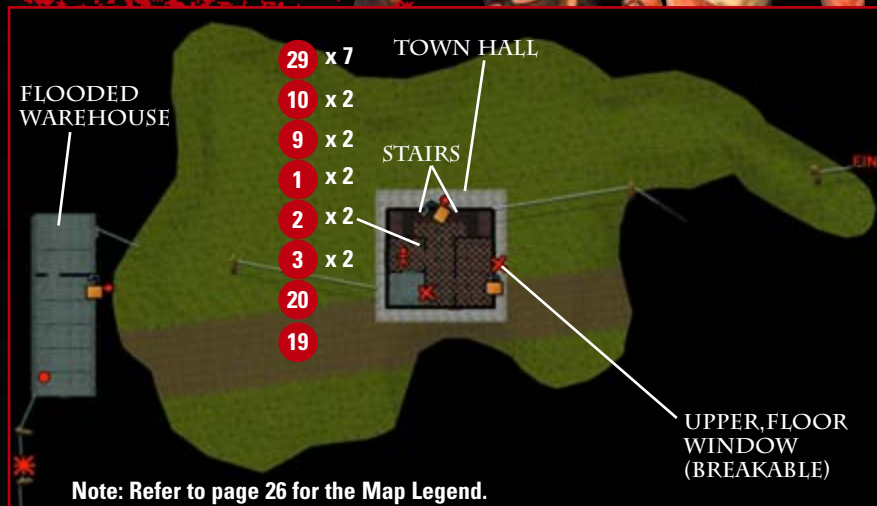 FLOODED
WAREHOUSE
29 x 7
10 x 2
9 x 2
1 x 2
2 x 2
3 x 2
20
19
TOWN HALL
STAIRS
UPPER,FLOOR
WINDOW
(BREAKABLE)
Note: Refer to page 26 for the Map Legend.